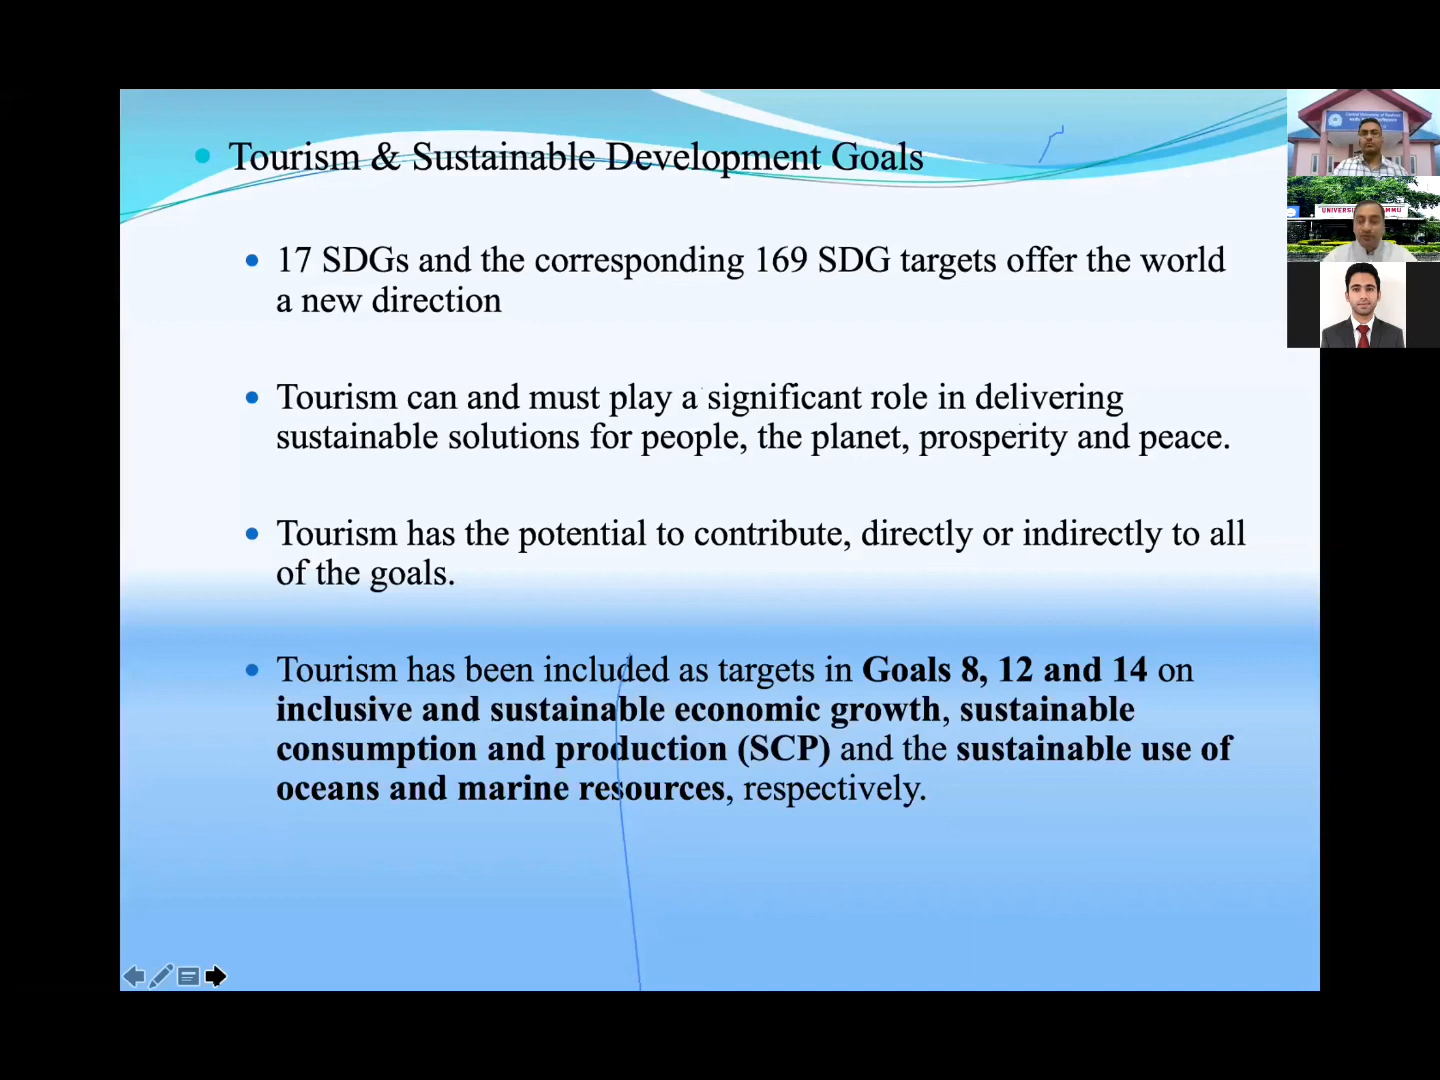 Tourism & Sustainable Development Goals
17 SDGs and the corresponding 169 SDG targets offer the world
a new direction
Tourism can and must play a significant role in delivering
sustainable solutions for people, the planet, prosperity and peace.
Tourism has the potential to contribute, directly or indirectly to all
of the goals.
Tourism has been included as targets in Goals 8, 12 and 14 on
inclusive and sustainable economic growth, sustainable
consumption and production (SCP) and the sustainable use of
oceans and marine resources, respectively.